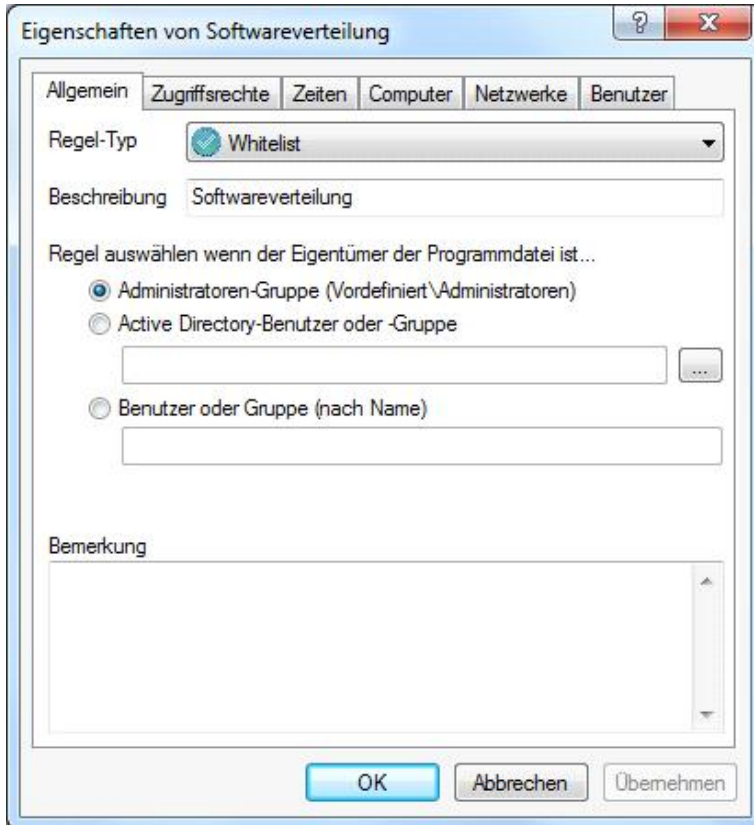 Eigenschaften von Softwareverteilung
Allgemein Zugriffsrechte Zeiten Computer Netzwerke Benutzer
Regel-Typ Whitelist
Beschreibung Softwareverteilung
Regel auswählen wenn der Eigentümer der Programmdatei ist...
Administratoren-Gruppe (Vordefiniert\Administratoren)
Active Directory-Benutzer oder -Gruppe
...
Benutzer oder Gruppe (nach Name)
Bemerkung
OK Abbrechen Übernehmen